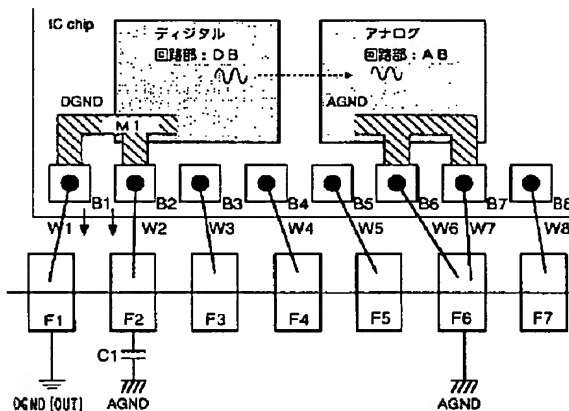 IC chip
ディジタル
回路部：DB
アナログ
回路部：AB
DGND
M1
AGND
B1 B2 B3 B4 B5 B6 B7 B8
W1 W2 W3 W4 W5 W6 W7 W8
F1 F2 F3 F4 F5 F6 F7
C1
DGND [OUT] AGND AGND